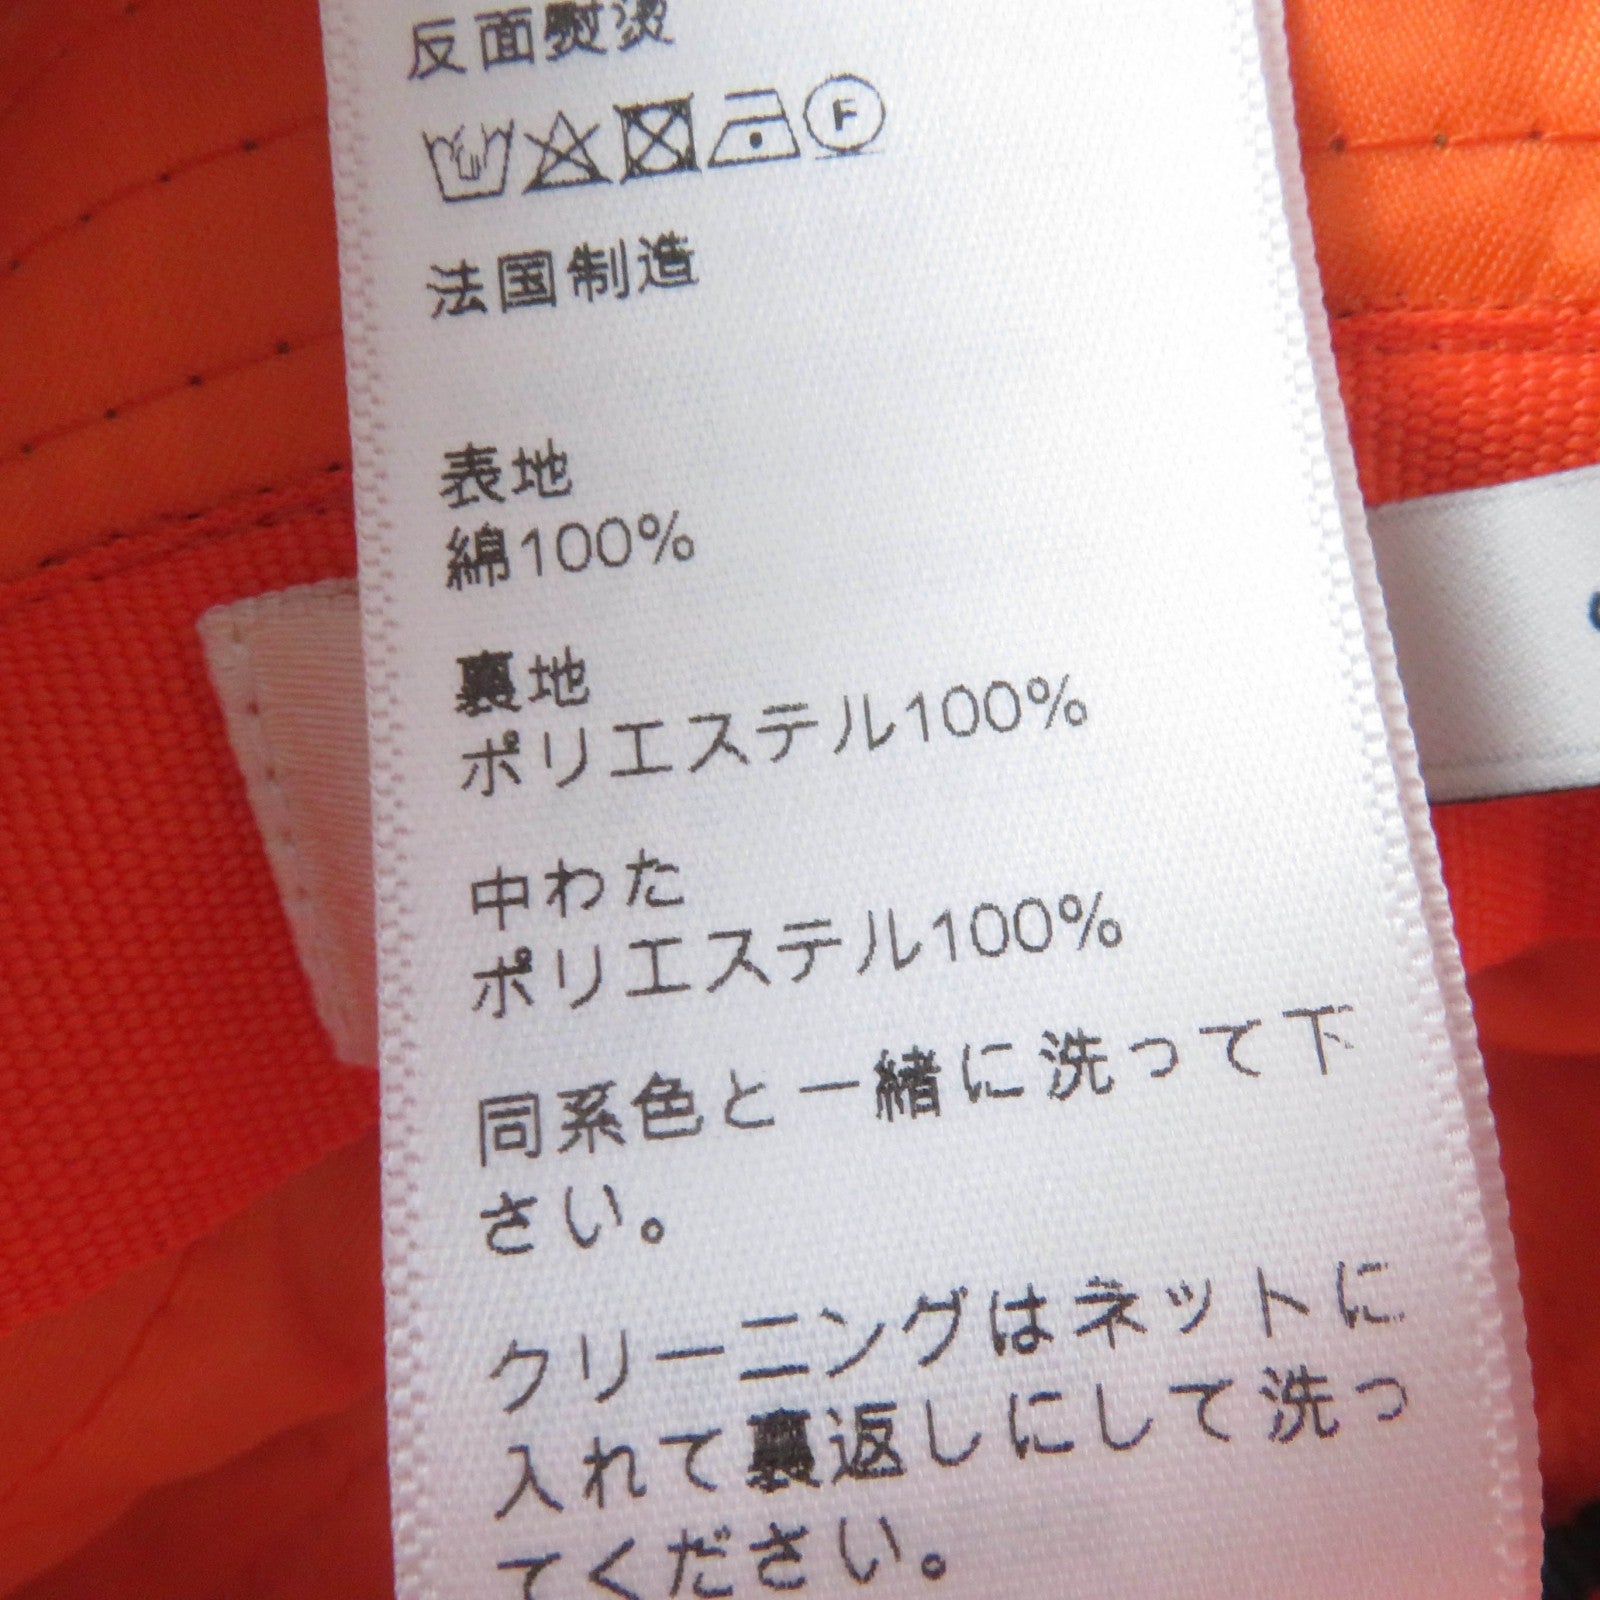 反面熨烫
F
法国制造
表地
綿100%
裏地
ポリエステル100%
中わた
ポリエステル100%
同系色と一緒に洗って下
さい。
クリーニングはネットに
入れて裏返しにして洗っ
てください。